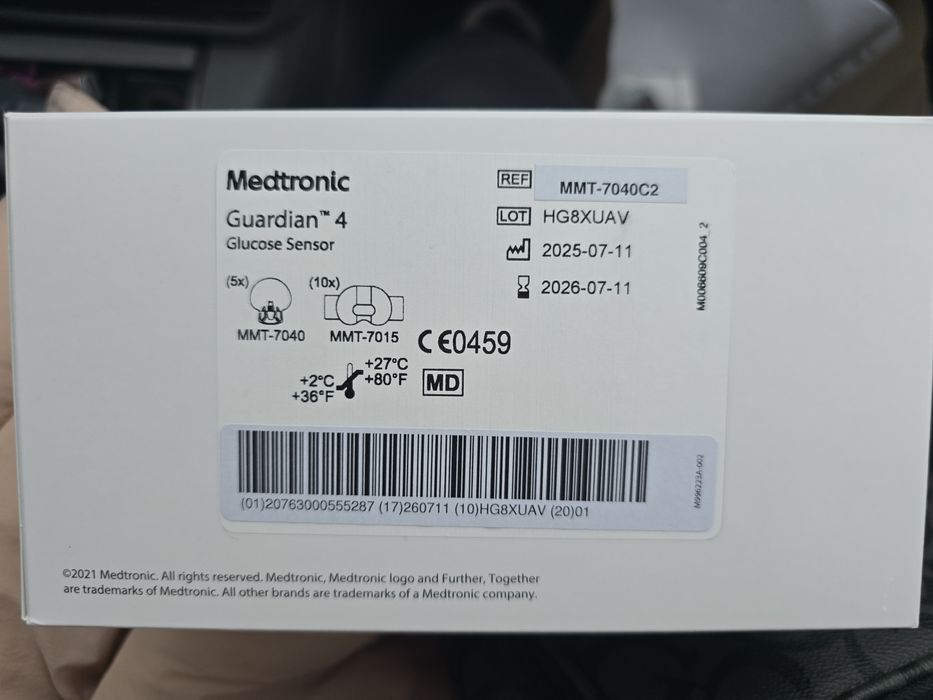 Medtronic
Guardian™ 4
Glucose Sensor
(5x)
MMT-7040
(10x)
MMT-7015
+2°C
+36°F
+27°C
+80°F
REF MMT-7040C2
LOT HG8XUAV
2025-07-11
2026-07-11
CE0459
MD
M006609C004_2
(01)20763000555287 (17)260711 (10)HG8XUAV (20)01
M996223A-002
©2021 Medtronic. All rights reserved. Medtronic, Medtronic logo and Further, Together
are trademarks of Medtronic. All other brands are trademarks of a Medtronic company.